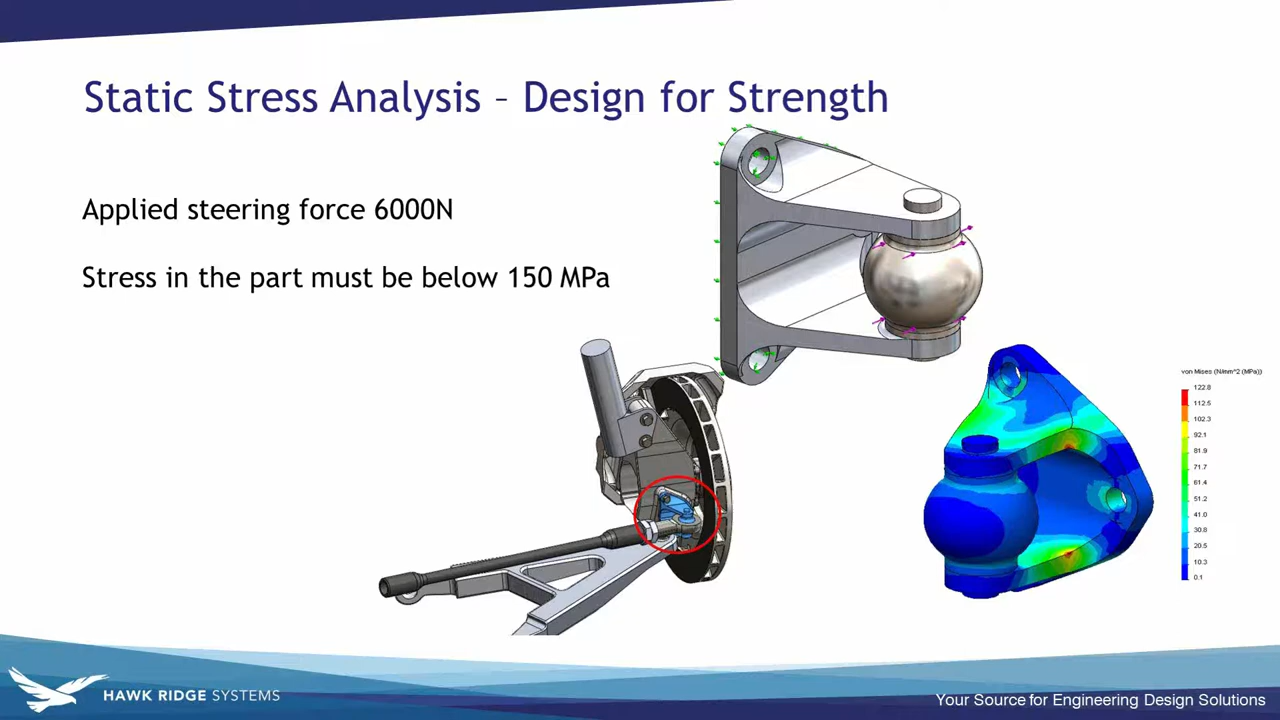 Static Stress Analysis – Design for Strength
Applied steering force 6000N
Stress in the part must be below 150 MPa
von Mises (N/mm^2 (MPa))
122.8
112.5
102.3
92.1
81.9
71.7
61.4
51.2
41.0
30.8
20.5
10.3
0.1
HAWK RIDGE SYSTEMS
Your Source for Engineering Design Solutions